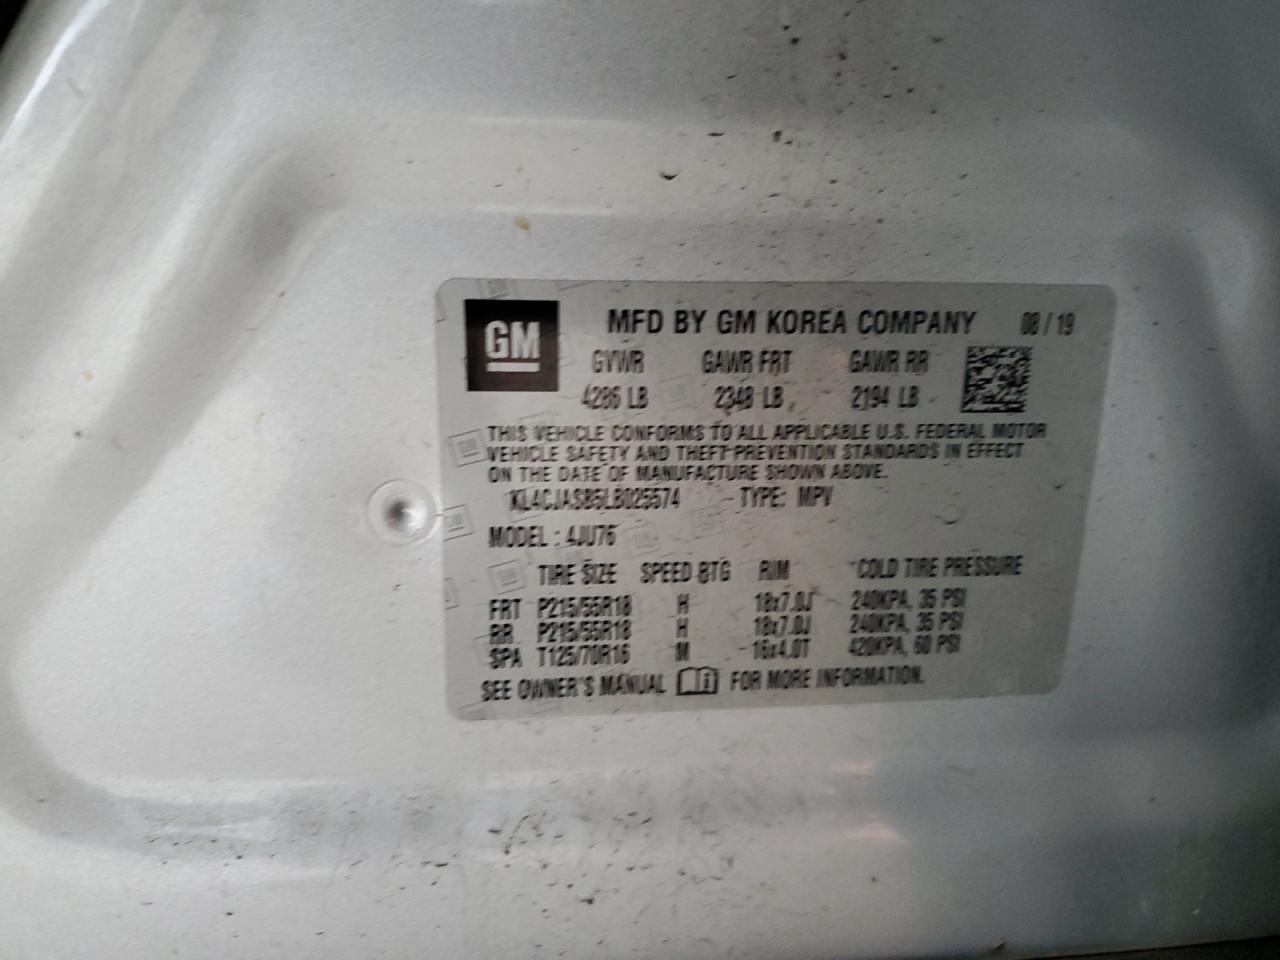 GM
MFD BY GM KOREA COMPANY 08 / 19
GVWR GAWR FRT GAWR RR
4286 LB 2348 LB 2194 LB
THIS VEHICLE CONFORMS TO ALL APPLICABLE U.S. FEDERAL MOTOR
VEHICLE SAFETY AND THEFT PREVENTION STANDARDS IN EFFECT
ON THE DATE OF MANUFACTURE SHOWN ABOVE.
KL4CJASB5LB025574 TYPE: MPV
MODEL : 4JU76
TIRE SIZE SPEED RTG RIM COLD TIRE PRESSURE
FRT P215/55R18 H 18x7.0J 240KPA, 35 PSI
RR P215/55R18 H 18x7.0J 240KPA, 35 PSI
SPA T125/70R16 M 16x4.0T 420KPA, 60 PSI
SEE OWNER'S MANUAL FOR MORE INFORMATION.